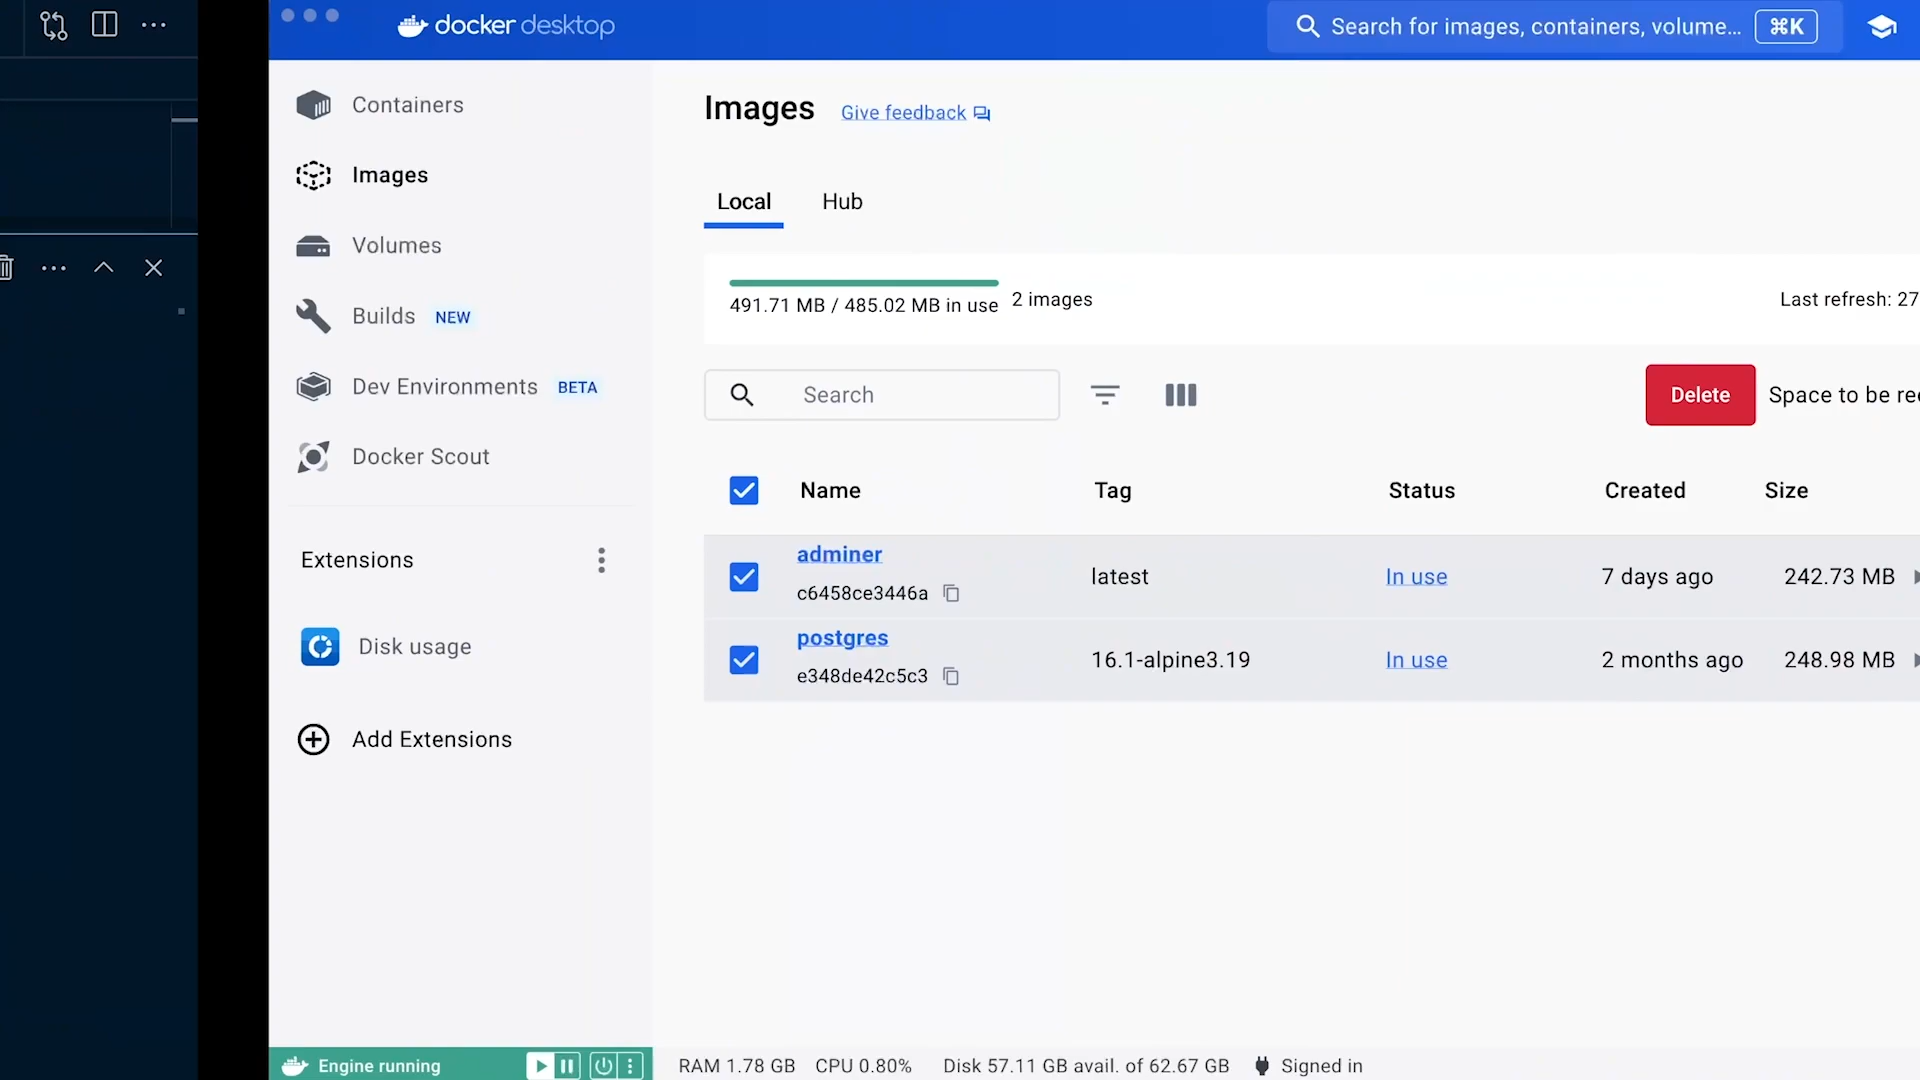 docker desktop
Search for images, containers, volume... ⌘K
Containers
Images
Volumes
Builds NEW
Dev Environments BETA
Docker Scout
Extensions
Disk usage
Add Extensions
Images Give feedback
Local Hub
491.71 MB / 485.02 MB in use 2 images Last refresh: 27
Search Delete Space to be
Name Tag Status Created Size
adminer
c6458ce3446a latest In use 7 days ago 242.73 MB
postgres
e348de42c5c3 16.1-alpine3.19 In use 2 months ago 248.98 MB
Engine running RAM 1.78 GB CPU 0.80% Disk 57.11 GB avail. of 62.67 GB Signed in